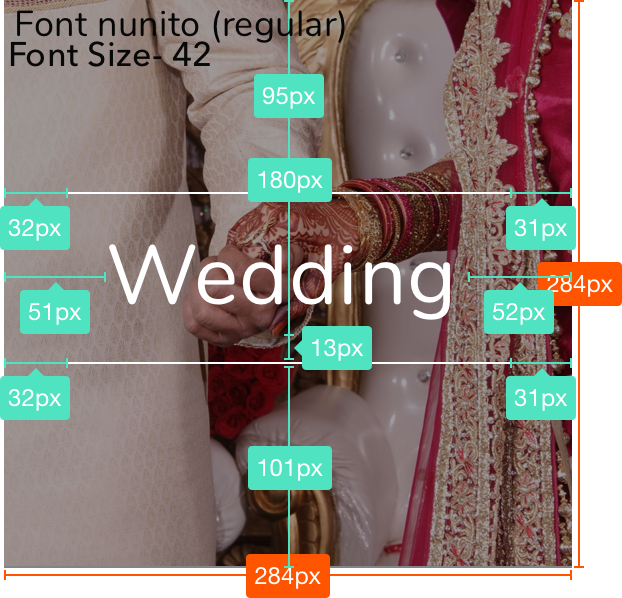 Font nunito (regular)
Font Size- 42
95px
180px
32px
31px
Wedding
284px
51px
52px
13px
32px
31px
101px
284px